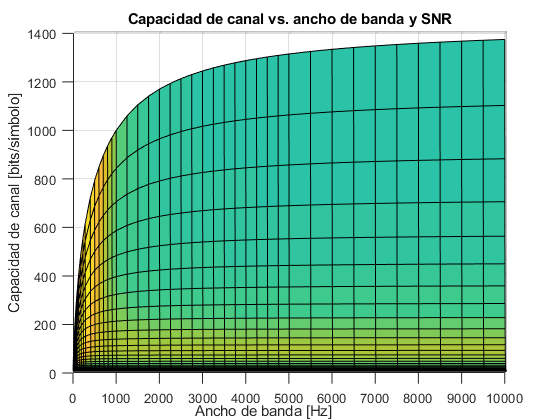 Capacidad de canal vs. ancho de banda y SNR
Capacidad de canal [bits/simbolo]
1400
1200
1000
800
600
400
200
0
0 1000 2000 3000 4000 5000 6000 7000 8000 9000 10000
Ancho de banda [Hz]